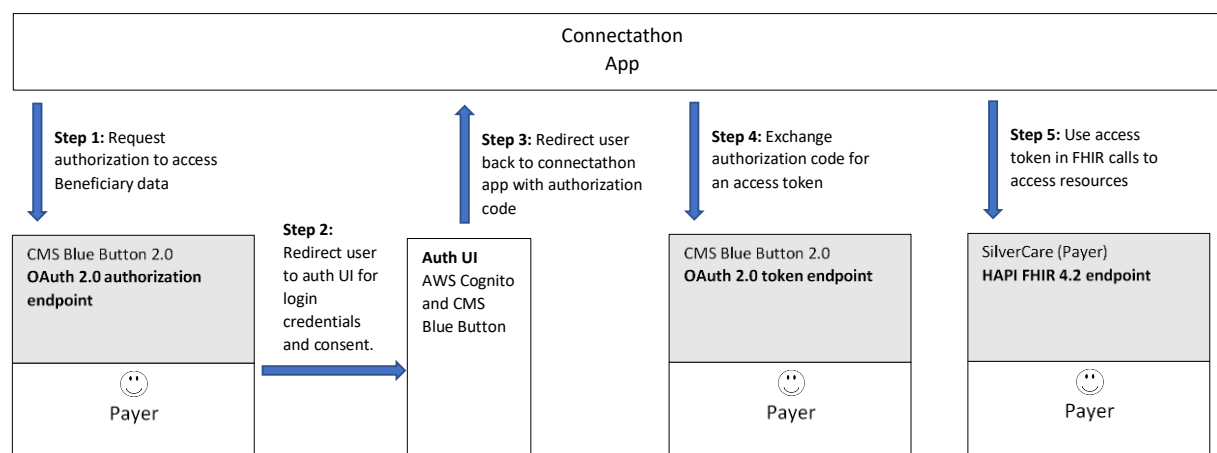 Connectathon
App
Step 1: Request
authorization to access
Beneficiary data
Step 2:
Redirect user
to auth UI for
login
credentials
and consent.
Step 3: Redirect user
back to connectathon
app with authorization
code
Step 4: Exchange
authorization code for
an access token
Step 5: Use access
token in FHIR calls to
access resources
CMS Blue Button 2.0
OAuth 2.0 authorization
endpoint
Payer
Auth UI
AWS Cognito
and CMS
Blue Button
CMS Blue Button 2.0
OAuth 2.0 token endpoint
Payer
SilverCare (Payer)
HAPI FHIR 4.2 endpoint
Payer